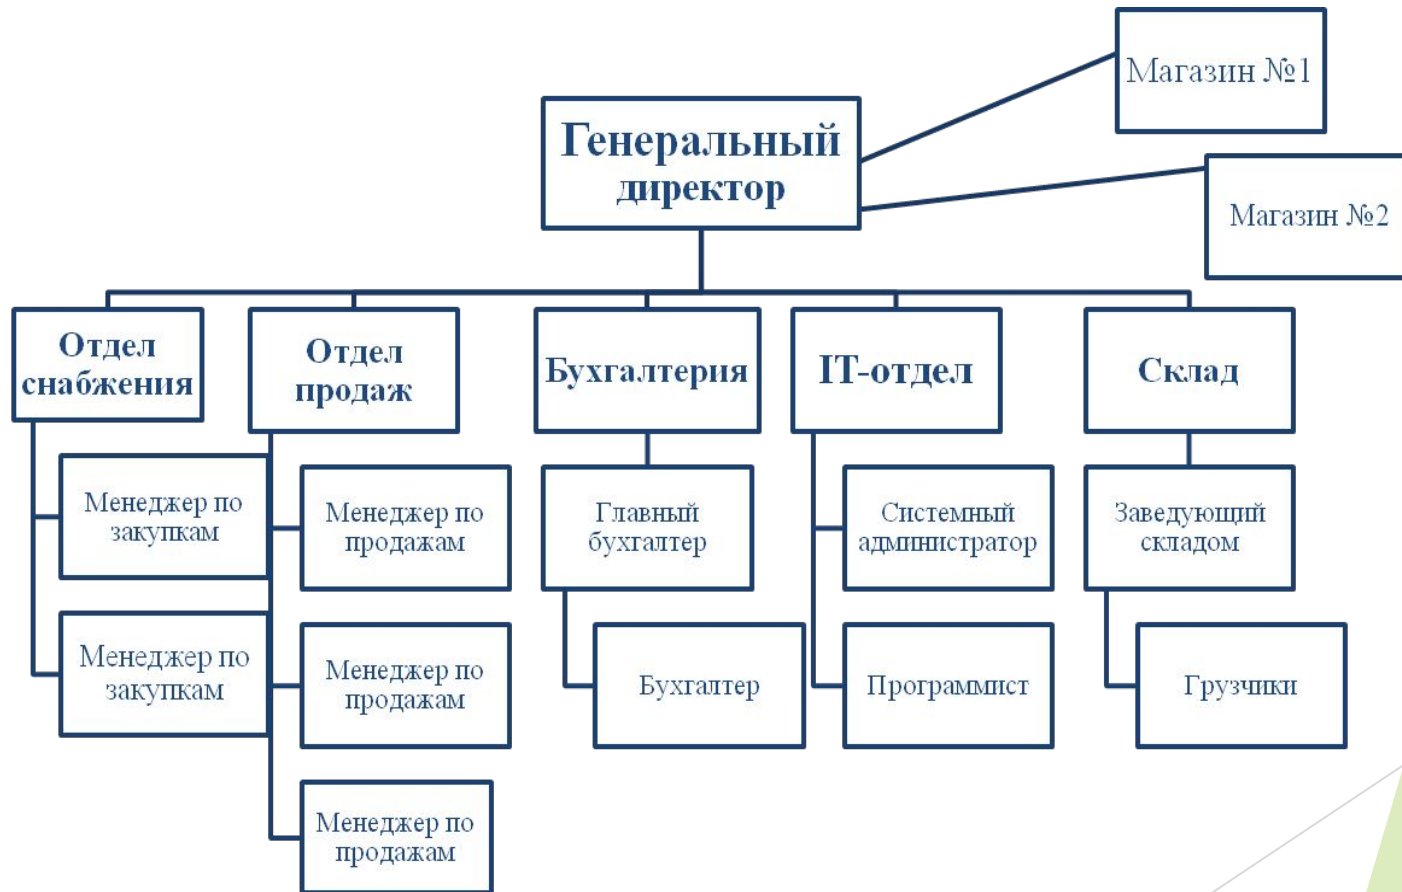 Магазин №1
Генеральный
директор
Магазин №2
Отдел
снабжения
Отдел
продаж
Бухгалтерия
IT-отдел
Склад
Менеджер по
закупкам
Менеджер по
продажам
Главный
бухгалтер
Системный
администратор
Заведующий
складом
Менеджер по
закупкам
Менеджер по
продажам
Бухгалтер
Программист
Грузчики
Менеджер по
продажам